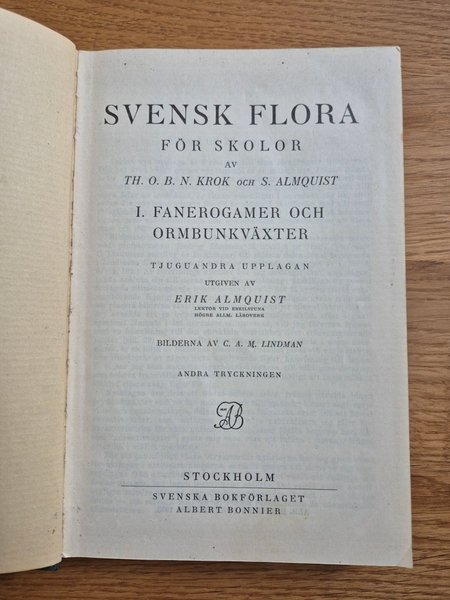 SVENSK FLORA
FÖR SKOLOR
AV
TH. O. B. N. KROK OCH S. ALMQUIST
I. FANEROGAMER OCH
ORMBUNKVÄXTER
TJUGUANDRA UPPLAGAN
UTGIVEN AV
ERIK ALMQUIST
LEKTOR VID ESKILSTUNA
HÖGRE ALLM. LÄROVERK
BILDERNA AV C. A. M. LINDMAN
ANDRA TRYCKNINGEN
AB
STOCKHOLM
SVENSKA BOKFÖRLAGET
ALBERT BONNIER